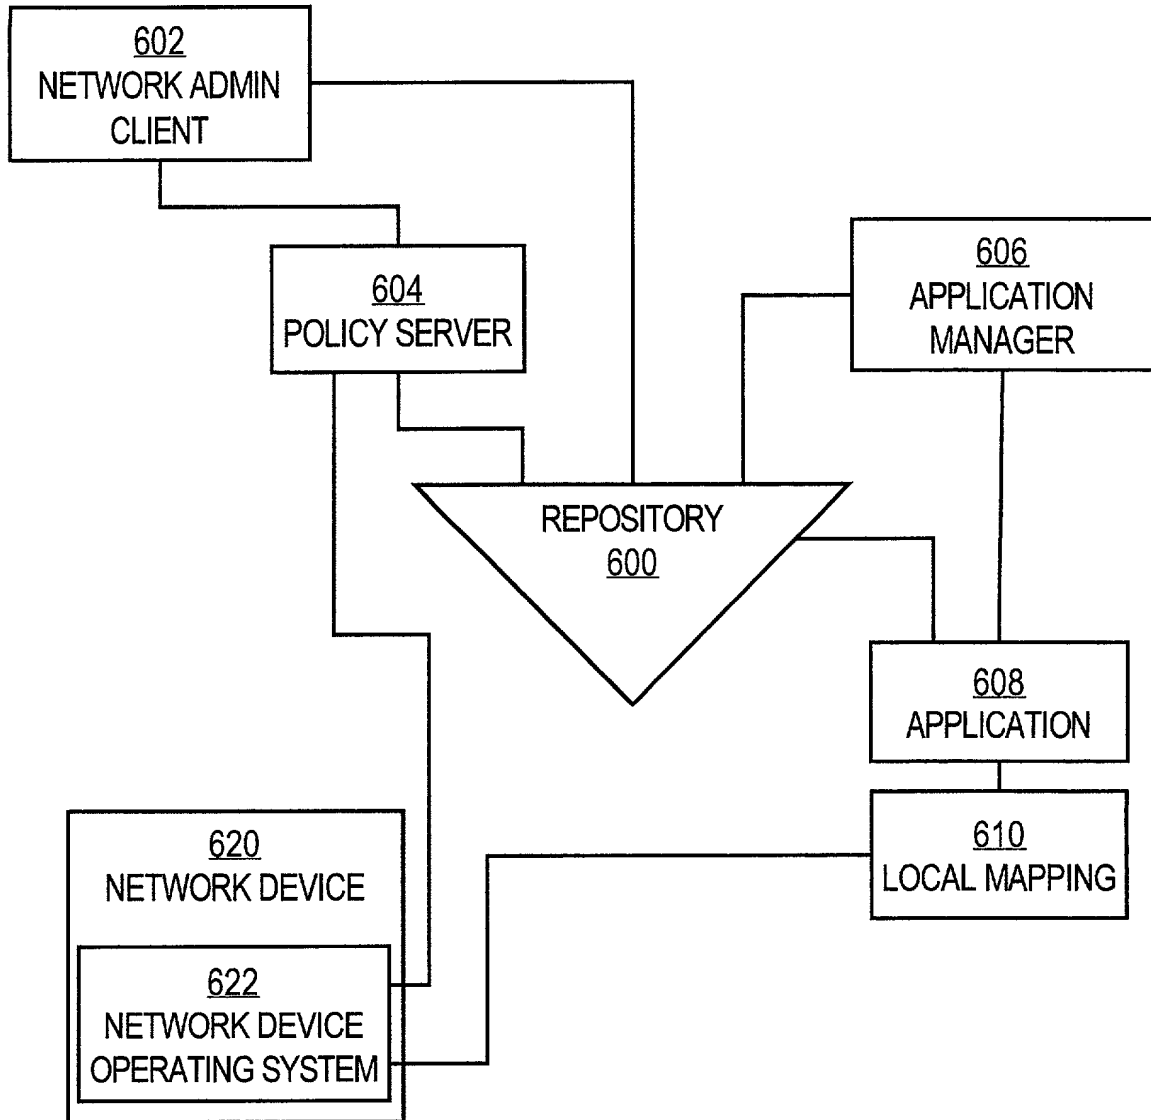 602
NETWORK ADMIN
CLIENT
604
POLICY SERVER
606
APPLICATION
MANAGER
REPOSITORY
600
608
APPLICATION
610
LOCAL MAPPING
620
NETWORK DEVICE
622
NETWORK DEVICE
OPERATING SYSTEM